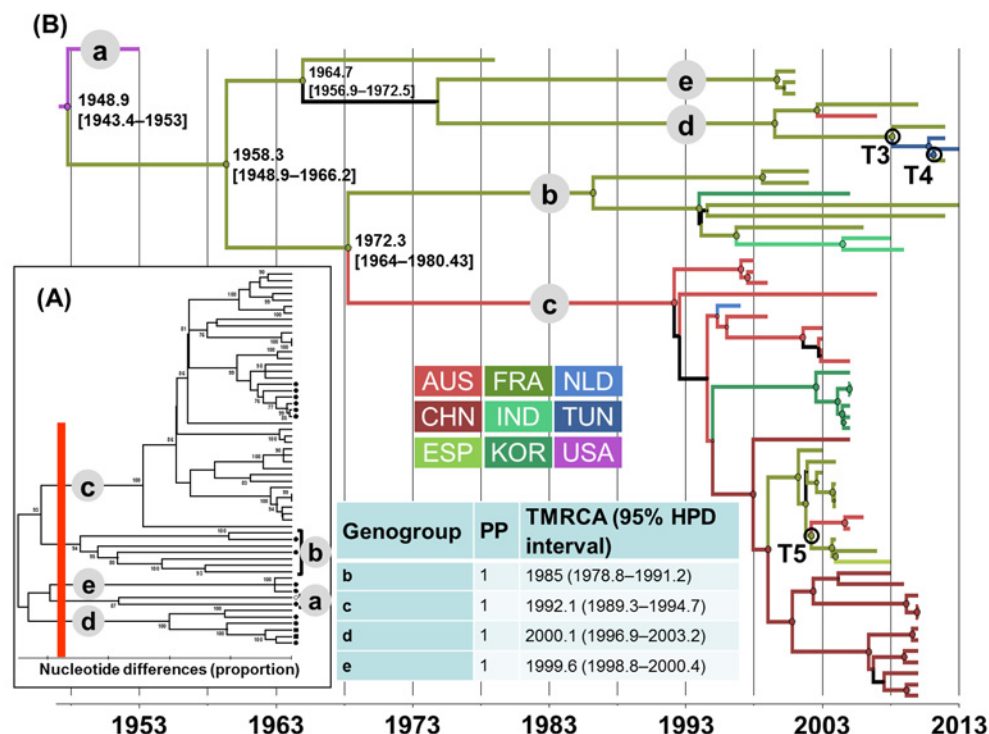 (B)
a
1948.9
[1943.4–1953]
1964.7
[1956.9–1972.5]
e
d
T3
T4
1958.3
[1948.9–1966.2]
b
1972.3
[1964–1980.43]
c
(A)
c
b
e
a
d
Nucleotide differences (proportion)
AUS FRA NLD
CHN IND TUN
ESP KOR USA
T5
Genogroup PP TMRCA (95% HPD
interval)
b 1 1985 (1978.8–1991.2)
c 1 1992.1 (1989.3–1994.7)
d 1 2000.1 (1996.9–2003.2)
e 1 1999.6 (1998.8–2000.4)
1953 1963 1973 1983 1993 2003 2013